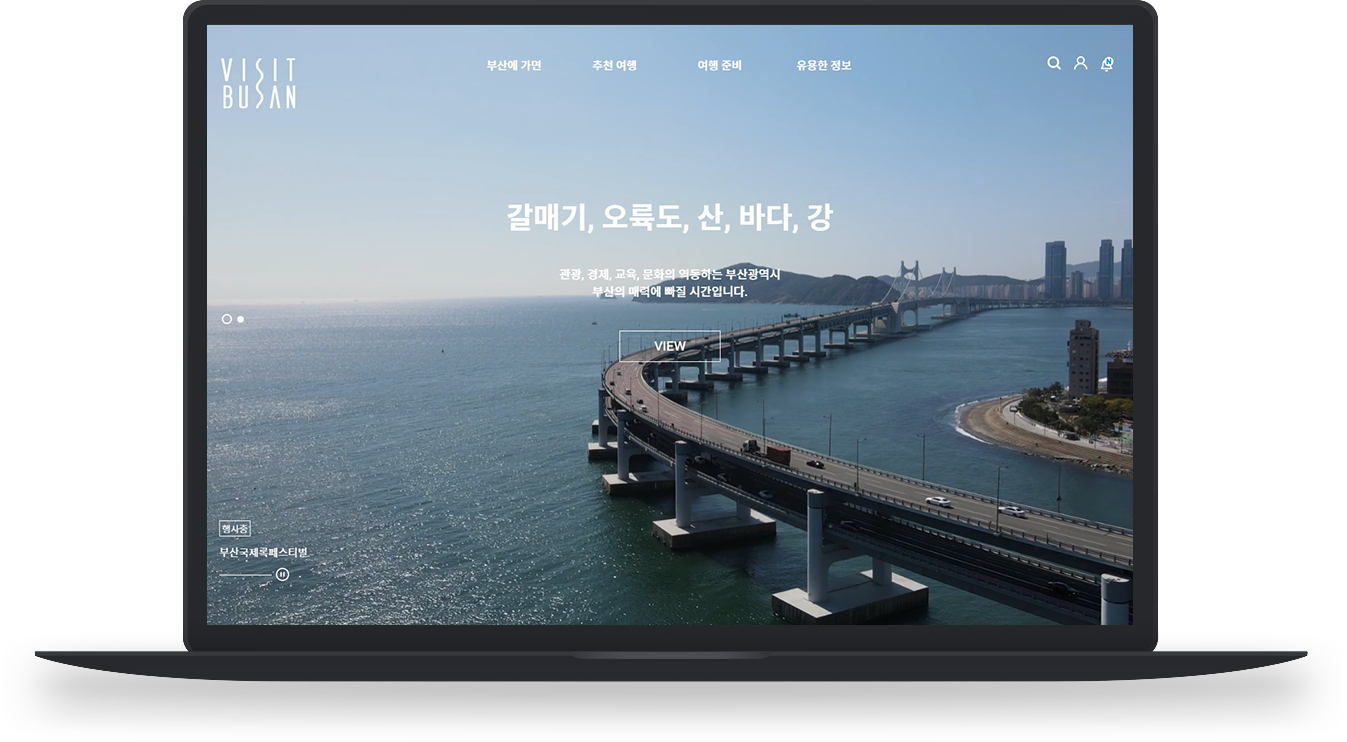 VISIT
BUSAN
부산에 가면
추천 여행
여행 준비
유용한 정보
N
갈매기, 오륙도, 산, 바다, 강
관광, 경제, 교육, 문화의 역동하는 부산광역시
부산의 매력에 빠질 시간입니다.
VIEW
행사중
부산국제록페스티벌